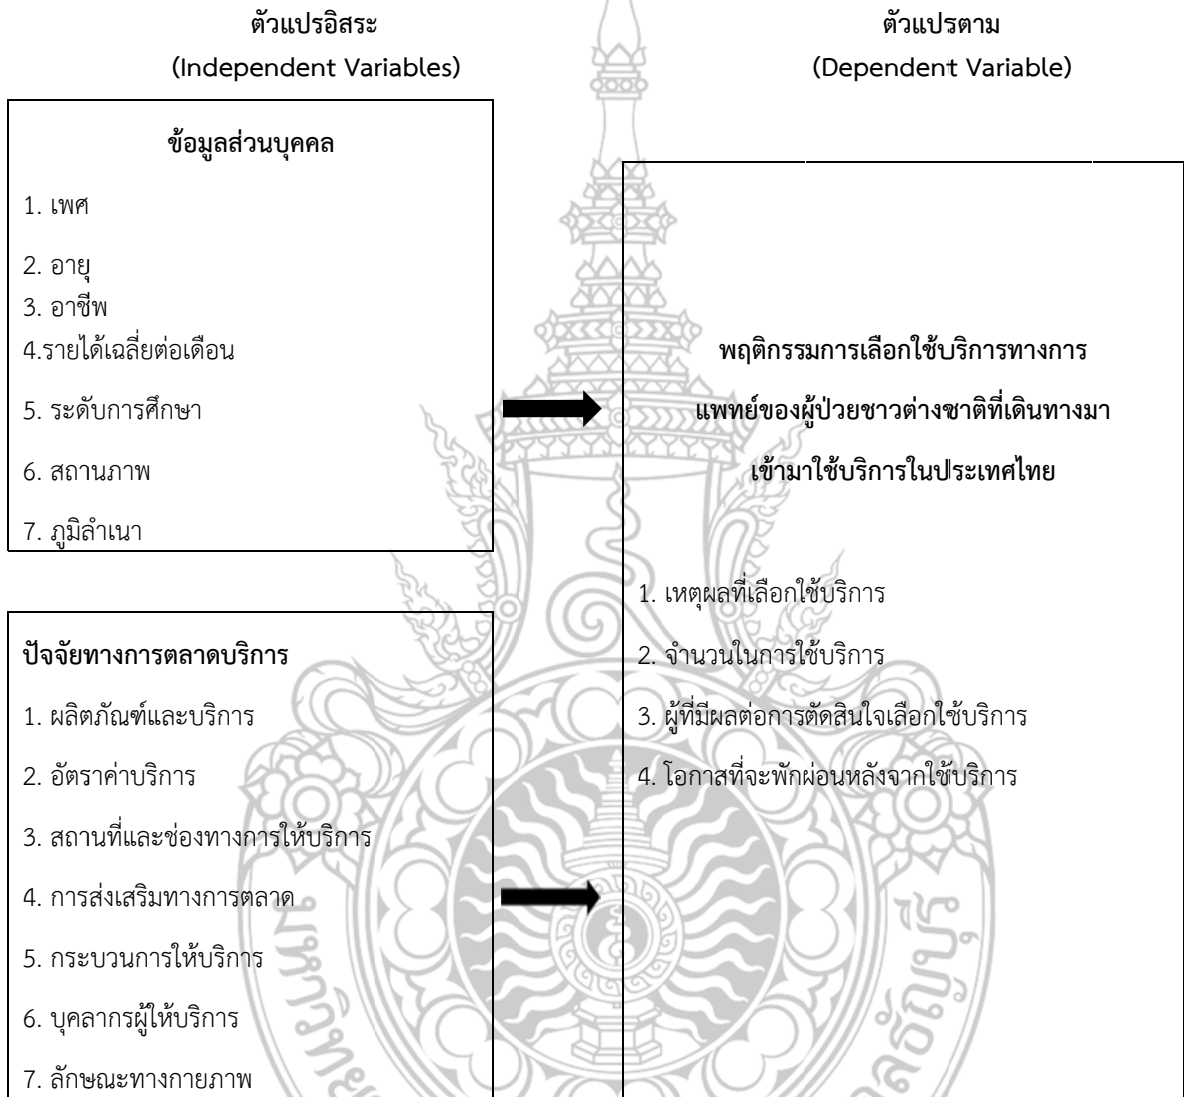 ตัวแปรอิสระ
(Independent Variables)
ข้อมูลส่วนบุคคล
1. เพศ
2. อายุ
3. อาชีพ
4.รายได้เฉลี่ยต่อเดือน
5. ระดับการศึกษา
6. สถานภาพ
7. ภูมิลำเนา
ปัจจัยทางการตลาดบริการ
1. ผลิตภัณฑ์และบริการ
2. อัตราค่าบริการ
3. สถานที่และช่องทางการให้บริการ
4. การส่งเสริมทางการตลาด
5. กระบวนการให้บริการ
6. บุคลากรผู้ให้บริการ
7. ลักษณะทางกายภาพ
ตัวแปรตาม
(Dependent Variable)
พฤติกรรมการเลือกใช้บริการทางการ
แพทย์ของผู้ป่วยชาวต่างชาติที่เดินทางมา
เข้ามาใช้บริการในประเทศไทย
1. เหตุผลที่เลือกใช้บริการ
2. จำนวนในการใช้บริการ
3. ผู้ที่มีผลต่อการตัดสินใจเลือกใช้บริการ
4. โอกาสที่จะพักผ่อนหลังจากใช้บริการ